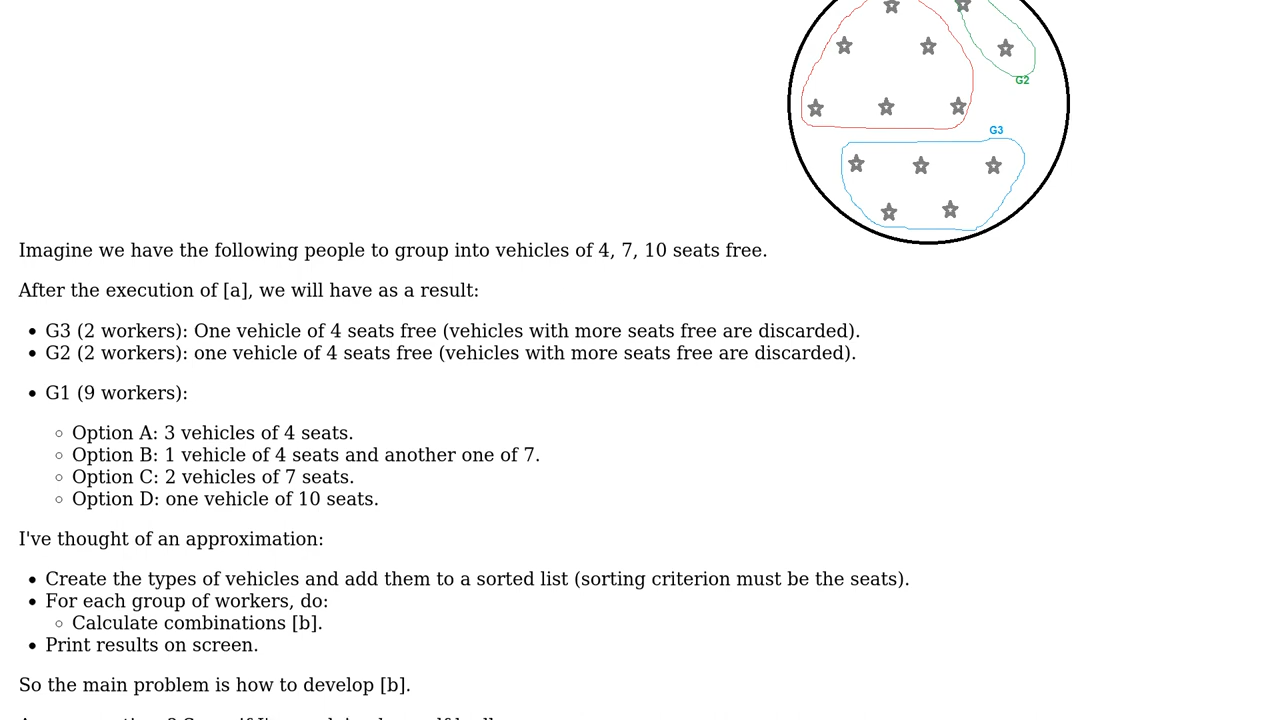 G2
G3
Imagine we have the following people to group into vehicles of 4, 7, 10 seats free.
After the execution of [a], we will have as a result:
G3 (2 workers): One vehicle of 4 seats free (vehicles with more seats free are discarded).
G2 (2 workers): one vehicle of 4 seats free (vehicles with more seats free are discarded).
G1 (9 workers):
Option A: 3 vehicles of 4 seats.
Option B: 1 vehicle of 4 seats and another one of 7.
Option C: 2 vehicles of 7 seats.
Option D: one vehicle of 10 seats.
I've thought of an approximation:
Create the types of vehicles and add them to a sorted list (sorting criterion must be the seats).
For each group of workers, do:
Calculate combinations [b].
Print results on screen.
So the main problem is how to develop [b].